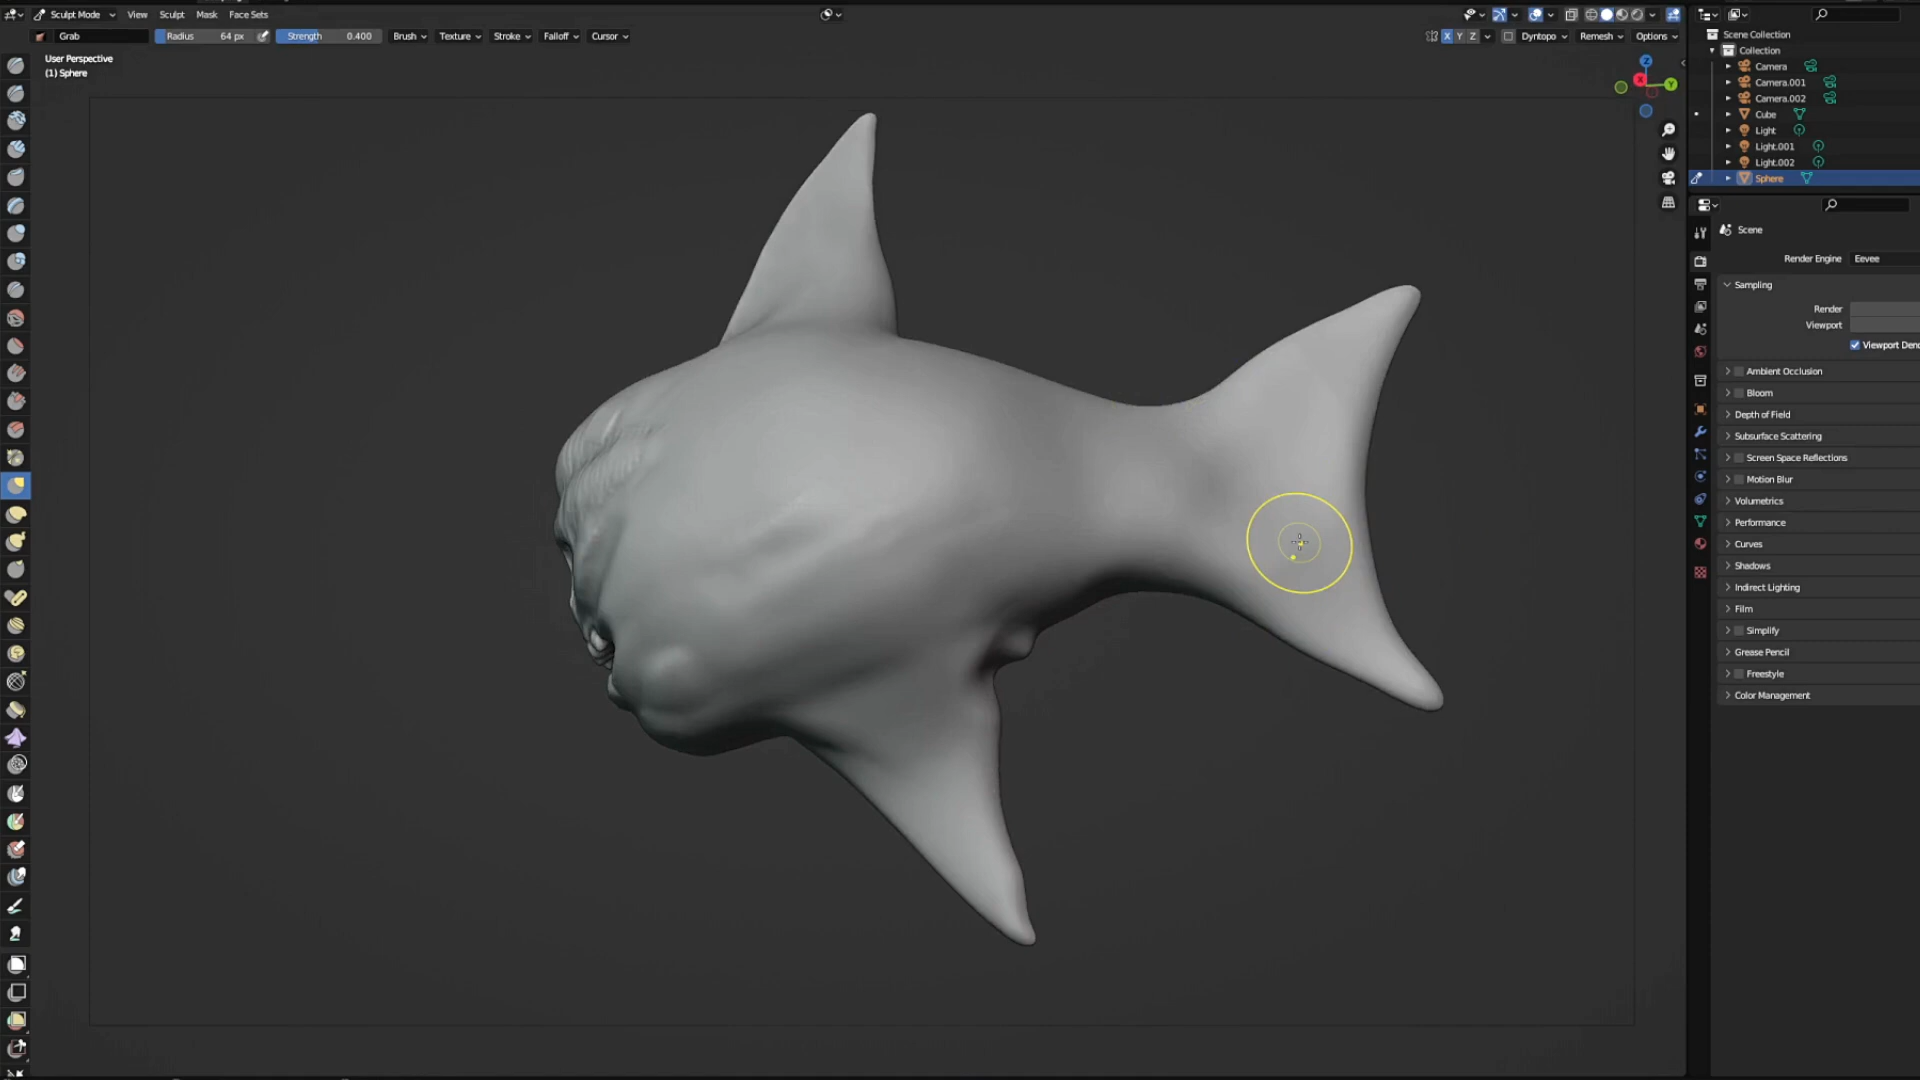 Sculpt Mode View Sculpt Mask Face Sets
Grab Radius 64 px Strength 0.400 Brush Texture Stroke Falloff Cursor X Y Z Dyntopo Remesh Options
User Perspective
(1) Sphere
Z
X Y
Scene Collection
Collection
Camera
Camera.001
Camera.002
Cube
Light
Light.001
Light.002
Sphere
Scene
Render Engine Eevee
Sampling
Render
Viewport
Viewport Deno
Ambient Occlusion
Bloom
Depth of Field
Subsurface Scattering
Screen Space Reflections
Motion Blur
Volumetrics
Performance
Curves
Shadows
Indirect Lighting
Film
Simplify
Grease Pencil
Freestyle
Color Management